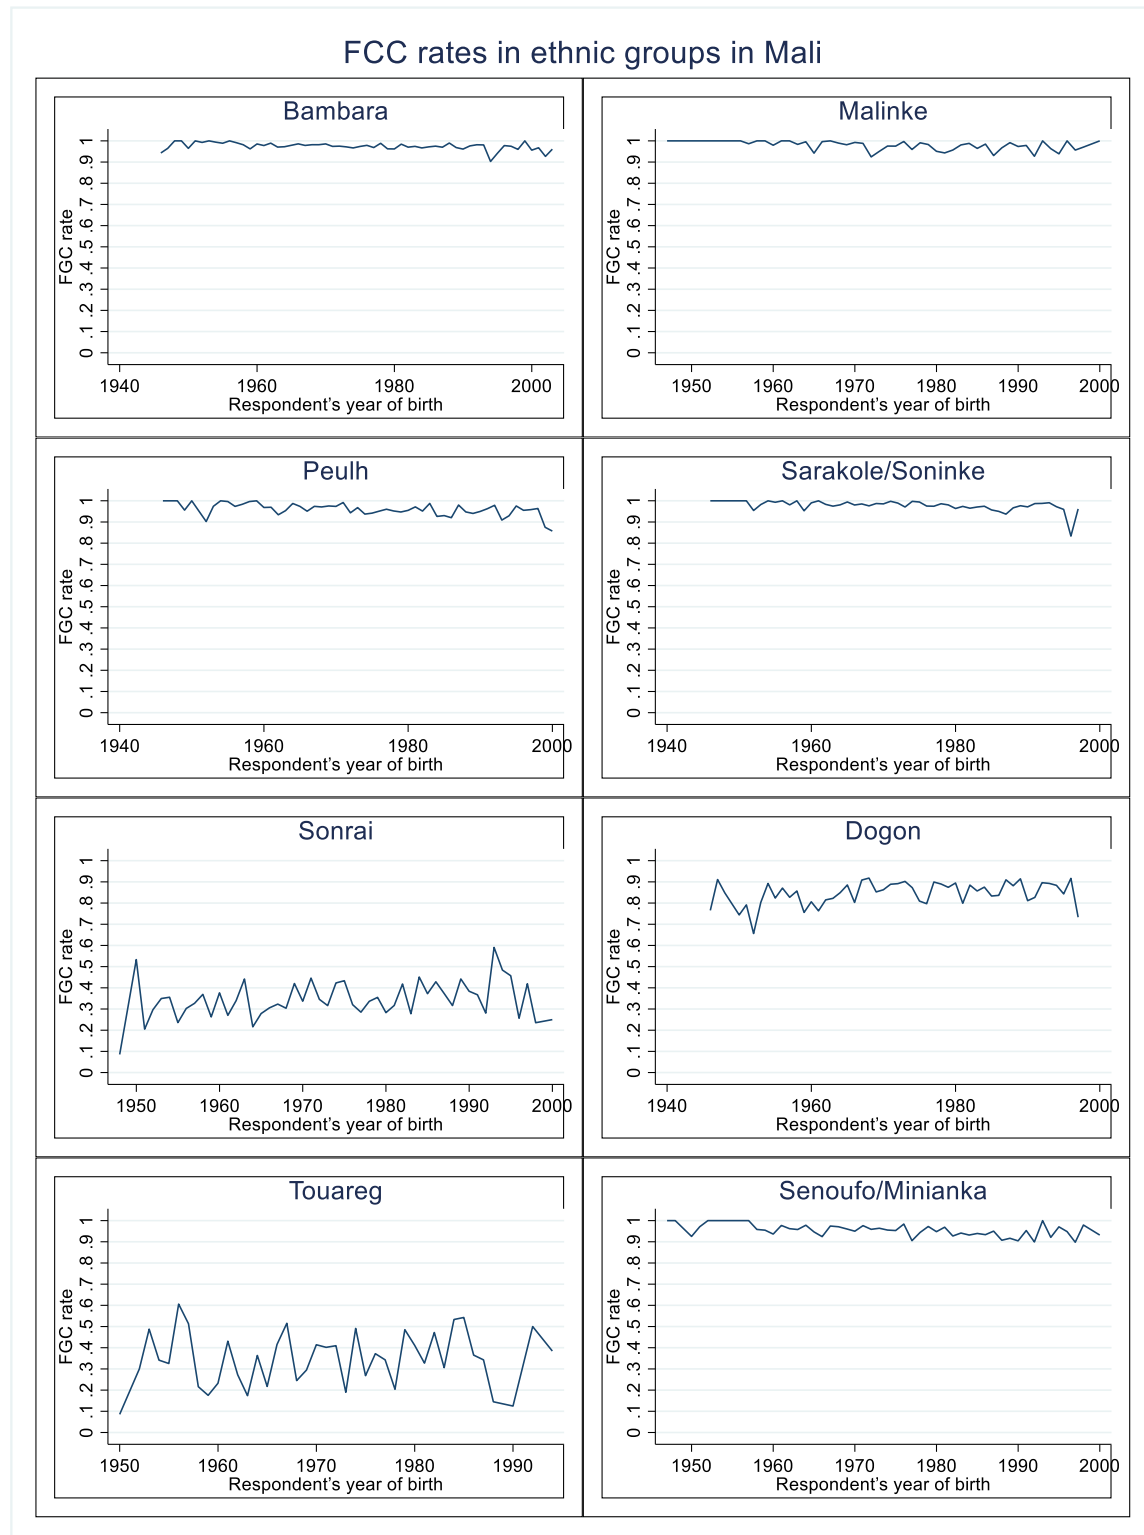 FCC rates in ethnic groups in Mali
Bambara
FGC rate
0 .1 .2 .3 .4 .5 .6 .7 .8 .9 1
1940 1960 1980 2000
Respondent's year of birth
Malinke
FGC rate
0 .1 .2 .3 .4 .5 .6 .7 .8 .9 1
1950 1960 1970 1980 1990 2000
Respondent's year of birth
Peulh
FGC rate
0 .1 .2 .3 .4 .5 .6 .7 .8 .9 1
1940 1960 1980 2000
Respondent's year of birth
Sarakole/Soninke
FGC rate
0 .1 .2 .3 .4 .5 .6 .7 .8 .9 1
1940 1960 1980 2000
Respondent's year of birth
Sonrai
FGC rate
0 .1 .2 .3 .4 .5 .6 .7 .8 .9 1
1950 1960 1970 1980 1990 2000
Respondent's year of birth
Dogon
FGC rate
0 .1 .2 .3 .4 .5 .6 .7 .8 .9 1
1940 1960 1980 2000
Respondent's year of birth
Touareg
FGC rate
0 .1 .2 .3 .4 .5 .6 .7 .8 .9 1
1950 1960 1970 1980 1990
Respondent's year of birth
Senoufo/Minianka
FGC rate
0 .1 .2 .3 .4 .5 .6 .7 .8 .9 1
1950 1960 1970 1980 1990 2000
Respondent's year of birth